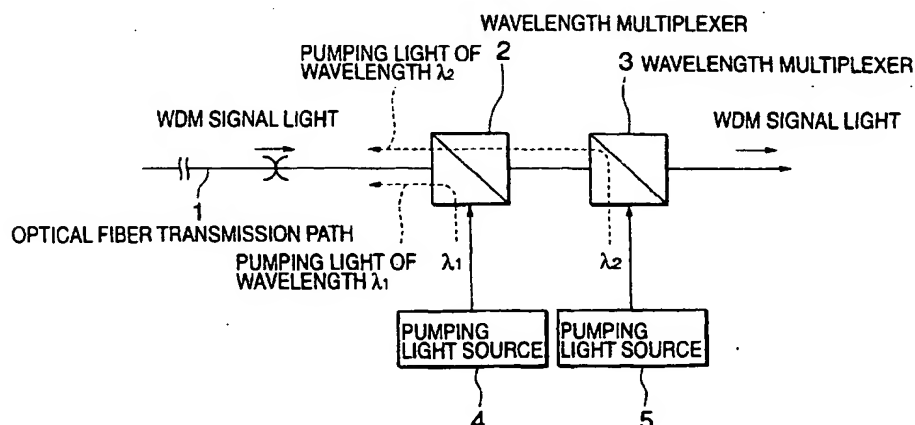 WAVELENGTH MULTIPLEXER
2
PUMPING LIGHT OF
WAVELENGTH λ2
3 WAVELENGTH MULTIPLEXER
WDM SIGNAL LIGHT
WDM SIGNAL LIGHT
1
OPTICAL FIBER TRANSMISSION PATH
PUMPING LIGHT OF
WAVELENGTH λ1
λ1
λ2
PUMPING
LIGHT SOURCE
PUMPING
LIGHT SOURCE
4
5